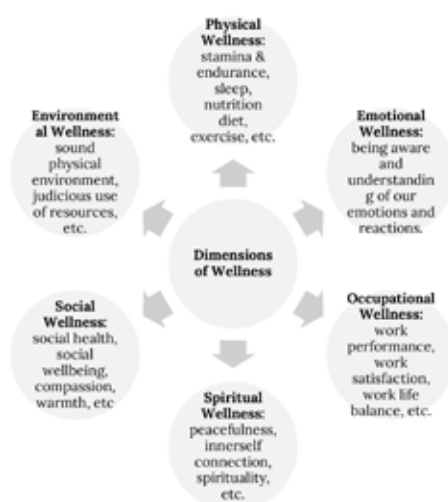 Physical
Wellness:
stamina &
endurance,
sleep,
nutrition
diet,
exercise, etc.
Emotional
Wellness:
being aware
and
understandin
g of our
emotions and
reactions.
Occupational
Wellness:
work
performance,
work
satisfaction,
work life
balance, etc.
Spiritual
Wellness:
peacefulness,
innerself
connection,
spirituality,
etc.
Social
Wellness:
social health,
social
wellbeing,
compassion,
warmth, etc
Environment
al Wellness:
sound
physical
environment,
judicious use
of resources,
etc.
Dimensions
of Wellness